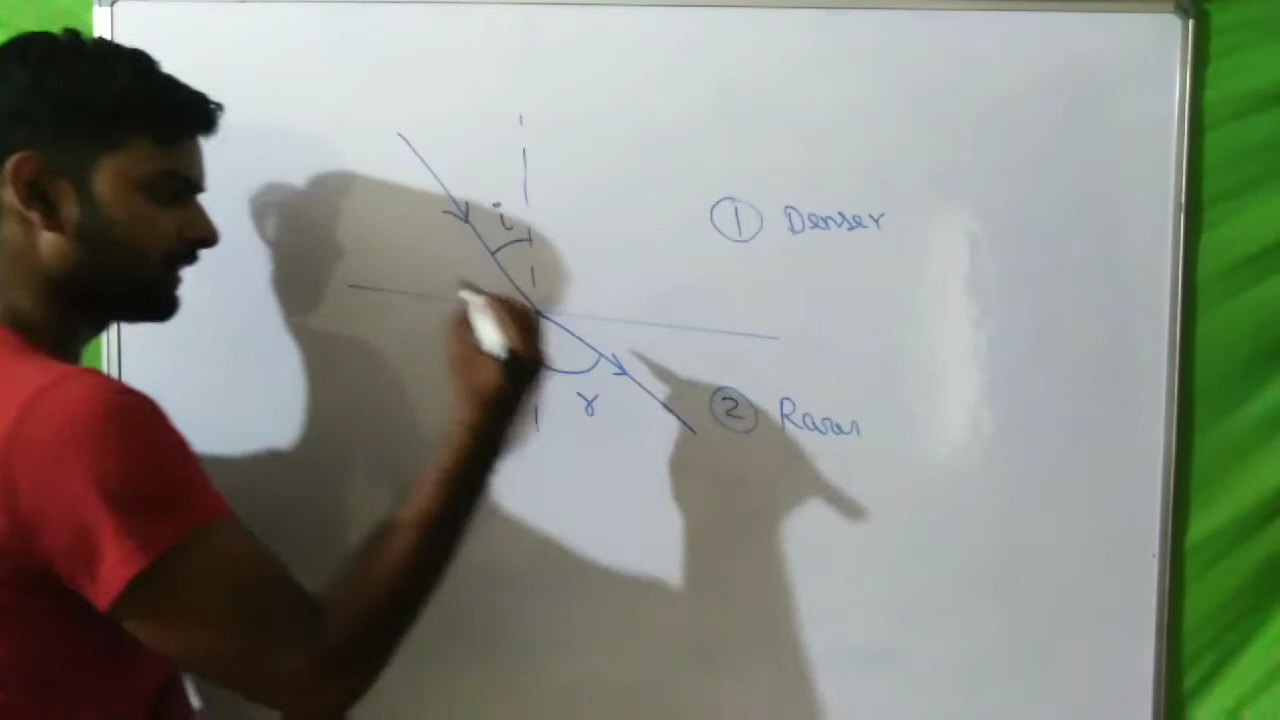 i
① Denser
r
② Rarer